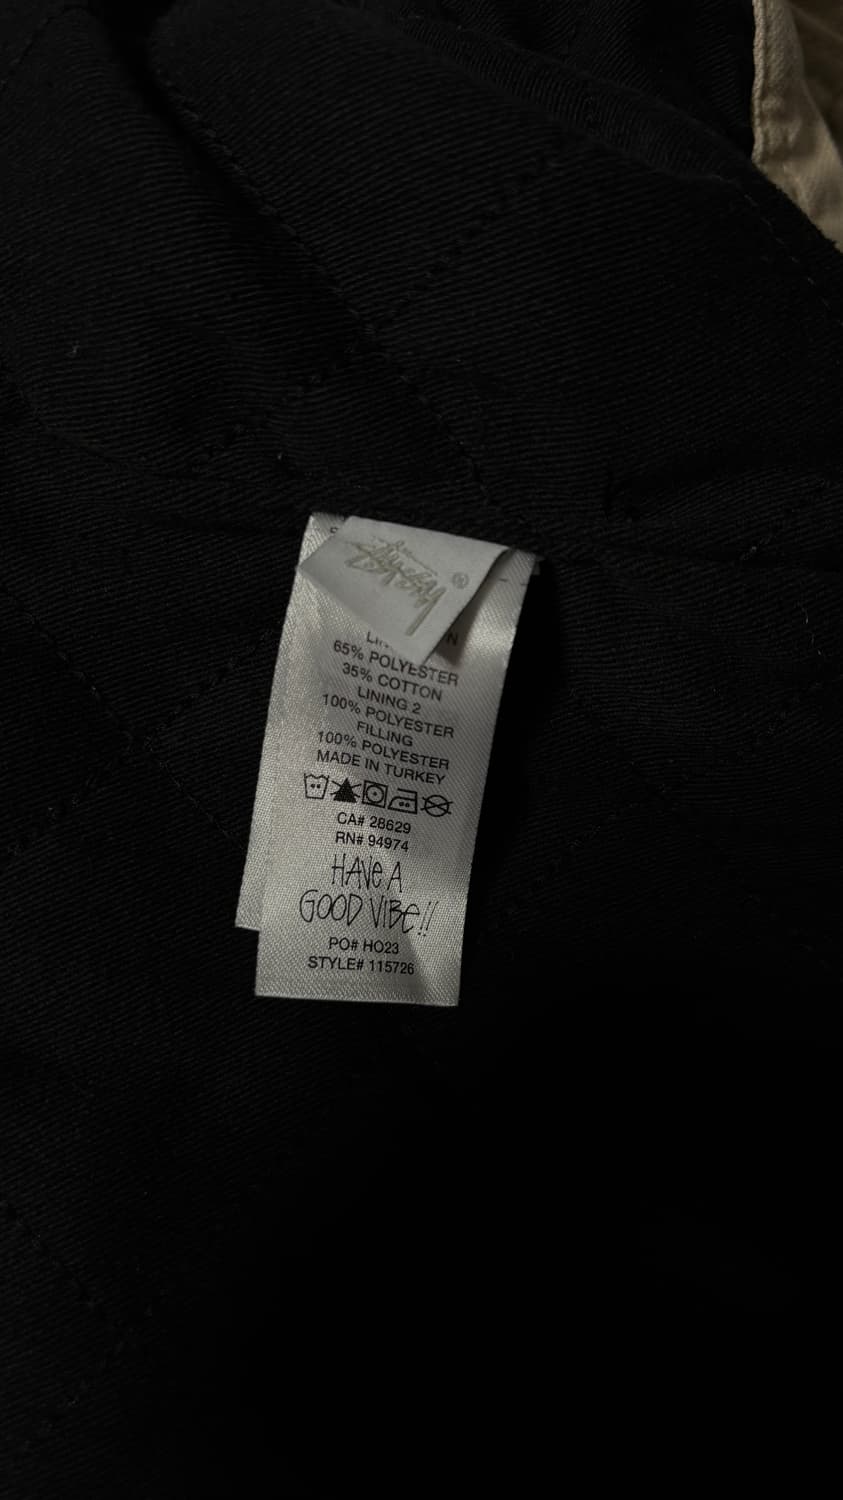 Stüssy ®
65% POLYESTER
35% COTTON
LINING 2
100% POLYESTER
FILLING
100% POLYESTER
MADE IN TURKEY
CA# 28629
RN# 94974
HAVE A
GOOD VIBE!!
PO# HO23
STYLE# 115726